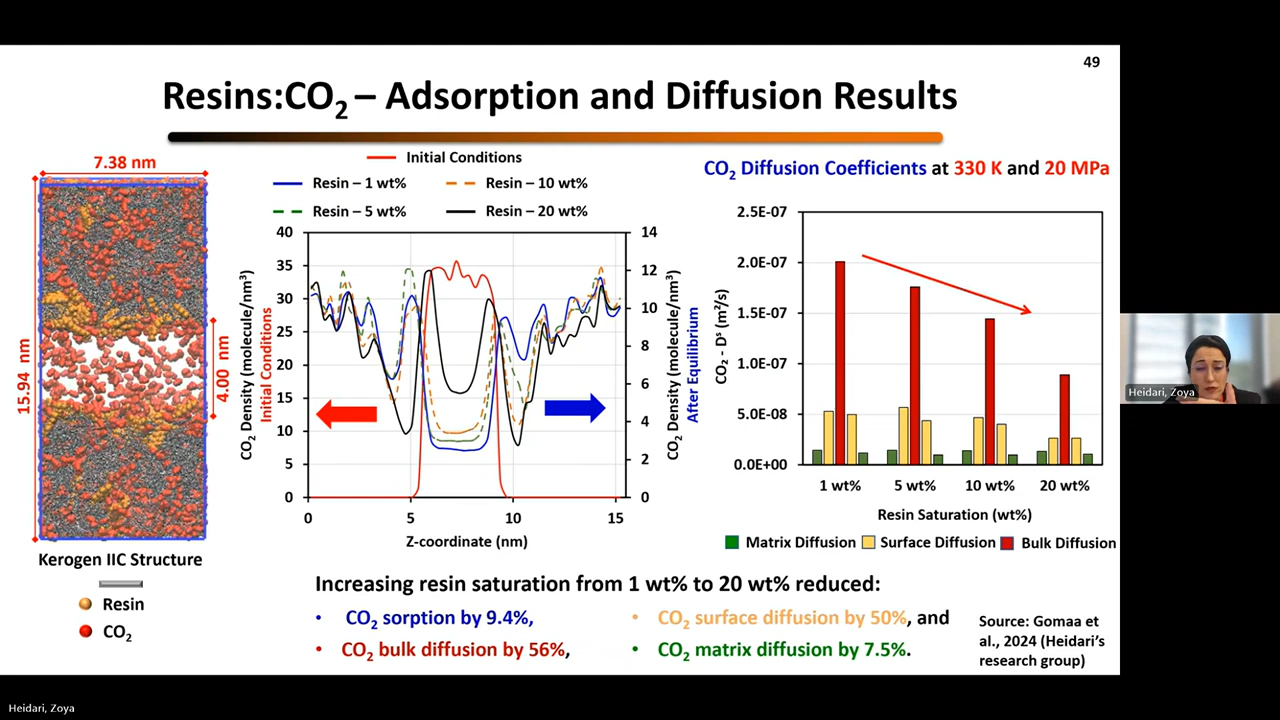 49
Resins:CO2 – Adsorption and Diffusion Results
7.38 nm
15.94 nm
4.00 nm
Kerogen IIC Structure
Resin
CO2
Initial Conditions
Resin – 1 wt%
Resin – 10 wt%
Resin – 5 wt%
Resin – 20 wt%
40
35
30
25
20
15
10
5
0
14
12
10
8
6
4
2
0
0
5
10
15
CO2 Density (molecule/nm³)
Initial Conditions
CO2 Density (molecule/nm³)
After Equilibrium
Z-coordinate (nm)
CO2 Diffusion Coefficients at 330 K and 20 MPa
2.5E-07
2.0E-07
1.5E-07
1.0E-07
5.0E-08
0.0E+00
CO2 - Dˢ (m²/s)
1 wt%
5 wt%
10 wt%
20 wt%
Resin Saturation (wt%)
Matrix Diffusion
Surface Diffusion
Bulk Diffusion
Increasing resin saturation from 1 wt% to 20 wt% reduced:
• CO2 sorption by 9.4%,
• CO2 surface diffusion by 50%, and
• CO2 bulk diffusion by 56%,
• CO2 matrix diffusion by 7.5%.
Source: Gomaa et
al., 2024 (Heidari’s
research group)
Heidari, Zoya
Heidari, Zoya